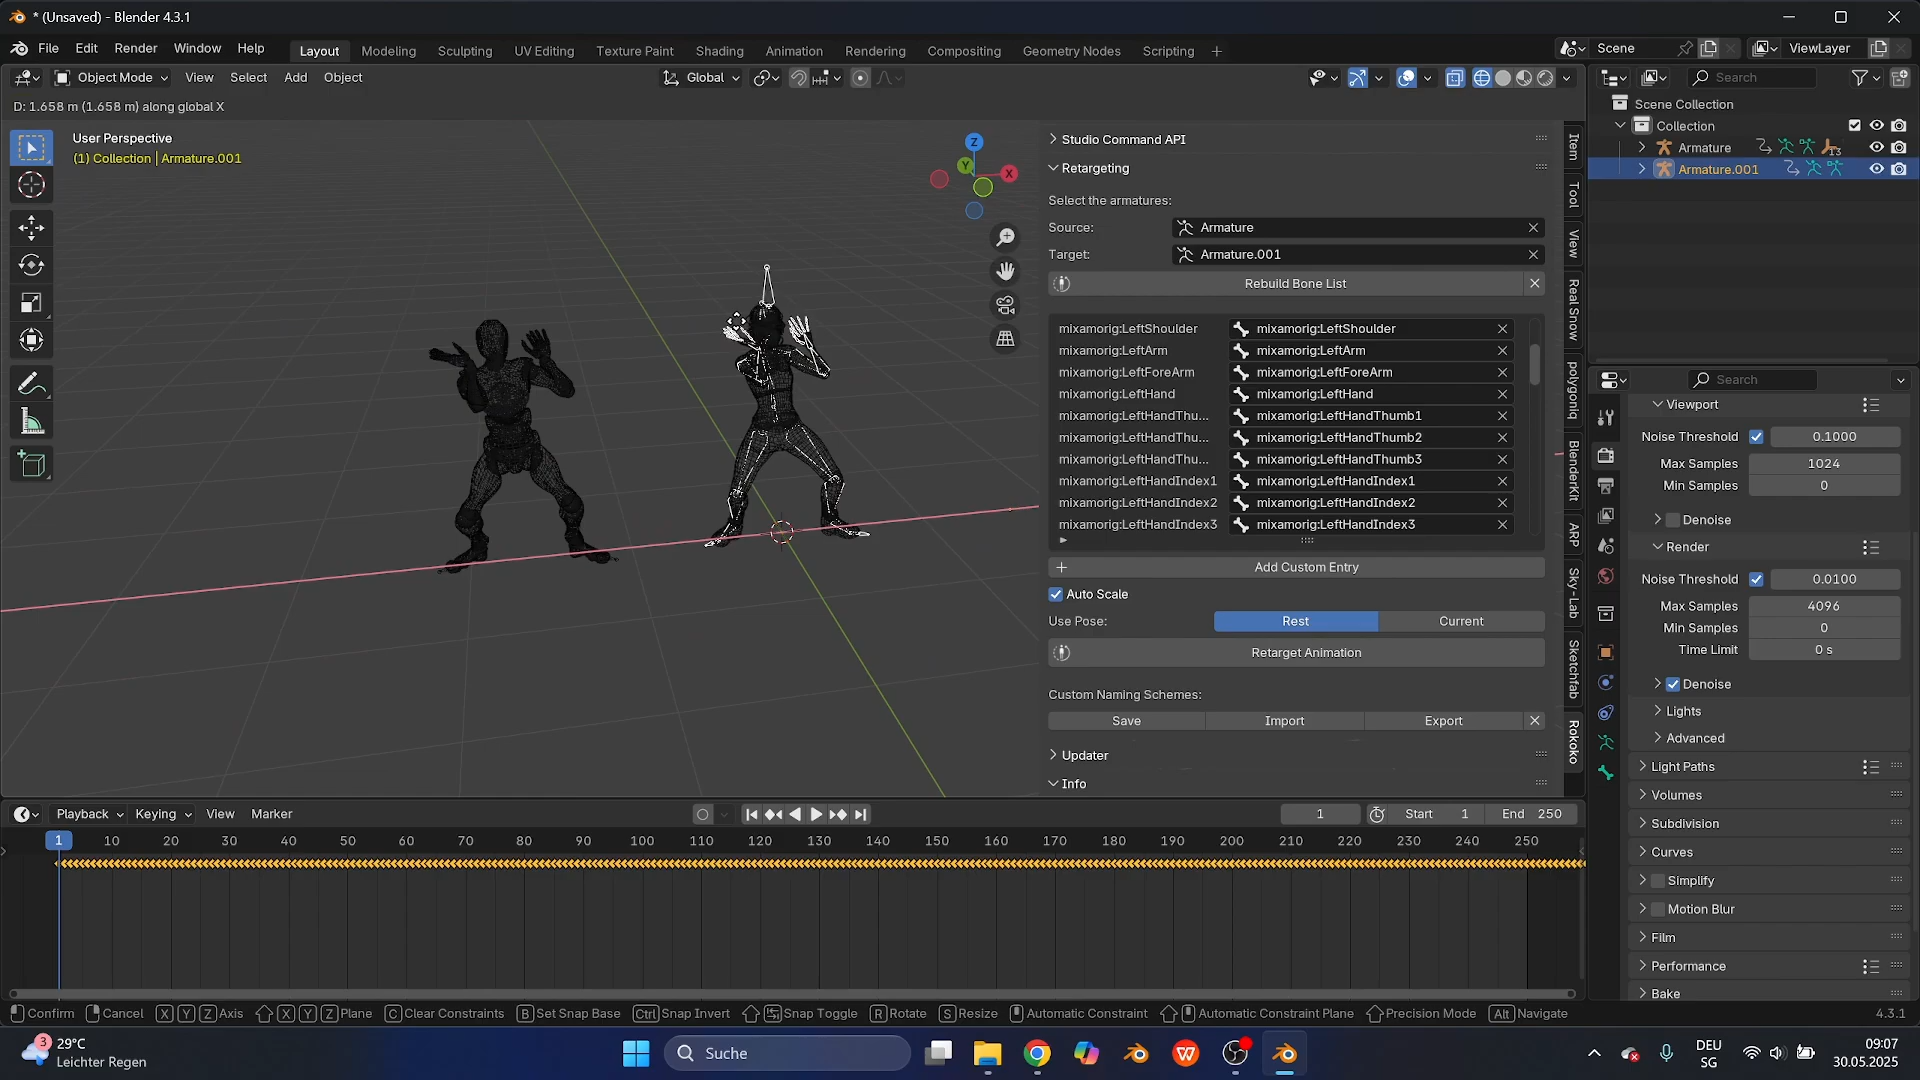 * (Unsaved) - Blender 4.3.1
File Edit Render Window Help
Layout Modeling Sculpting UV Editing Texture Paint Shading Animation Rendering Compositing Geometry Nodes Scripting +
Scene
ViewLayer
Object Mode View Select Add Object
Global
Search
D: 1.658 m (1.658 m) along global X
User Perspective
(1) Collection | Armature.001
Z
Y
X
Studio Command API
Retargeting
Select the armatures:
Source: Armature
Target: Armature.001
Rebuild Bone List
mixamorig:LeftShoulder mixamorig:LeftShoulder
mixamorig:LeftArm mixamorig:LeftArm
mixamorig:LeftForeArm mixamorig:LeftForeArm
mixamorig:LeftHand mixamorig:LeftHand
mixamorig:LeftHandThu... mixamorig:LeftHandThumb1
mixamorig:LeftHandThu... mixamorig:LeftHandThumb2
mixamorig:LeftHandThu... mixamorig:LeftHandThumb3
mixamorig:LeftHandIndex1 mixamorig:LeftHandIndex1
mixamorig:LeftHandIndex2 mixamorig:LeftHandIndex2
mixamorig:LeftHandIndex3 mixamorig:LeftHandIndex3
Add Custom Entry
Auto Scale
Use Pose: Rest Current
Retarget Animation
Custom Naming Schemes:
Save Import Export
Updater
Info
Item
Tool
View
Real Snow
polygoniq
BlenderKit
ARP
Sky-Lab
Sketchfab
Rokoko
Scene Collection
Collection
Armature 13
Armature.001
Search
Viewport
Noise Threshold 0.1000
Max Samples 1024
Min Samples 0
Denoise
Render
Noise Threshold 0.0100
Max Samples 4096
Min Samples 0
Time Limit 0 s
Denoise
Lights
Advanced
Light Paths
Volumes
Subdivision
Curves
Simplify
Motion Blur
Film
Performance
Bake
Playback Keying View Marker
1 Start 1 End 250
1 10 20 30 40 50 60 70 80 90 100 110 120 130 140 150 160 170 180 190 200 210 220 230 240 250
Confirm Cancel X Y Z Axis X Y Z Plane C Clear Constraints B Set Snap Base Ctrl Snap Invert Snap Toggle R Rotate S Resize Automatic Constraint Automatic Constraint Plane Precision Mode Alt Navigate 4.3.1
3
29°C
Leichter Regen
Suche
DEU
SG
09:07
30.05.2025